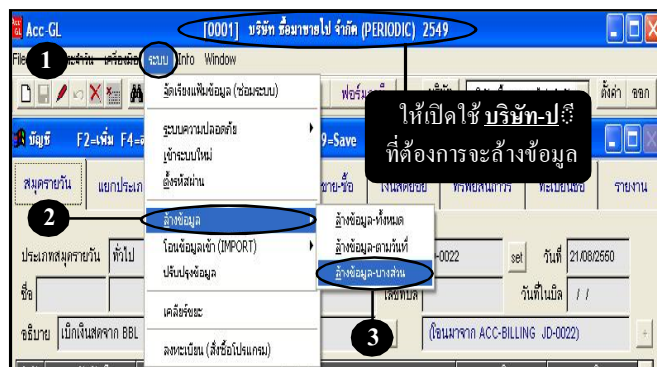 Acc-GL [0001] บริษัท ซื้อมาขายไป จำกัด (PERIODIC) 2549
1 ระบบ Info Window
จัดเรียงแฟ้มข้อมูล (ซ่อมระบบ) ตั้งค่า ออก
ให้เปิดใช้ บริษัท-ปี
ที่ต้องการจะล้างข้อมูล
บัญชี F2=เพิ่ม 9=Save
ระบบความปลอดภัย
เข้าระบบใหม่
ตั้งรหัสผ่าน
สมุดรายวัน แยกประเภท ขาย-ซื้อ เงินสดย่อย ทรัพย์สินถาวร ทะเบียนชื่อ รายงาน
2
ล้างข้อมูล ล้างข้อมูล-ทั้งหมด
โอนข้อมูลเข้า (IMPORT) ล้างข้อมูล-ตามวันที่
ปรับปรุงข้อมูล ล้างข้อมูล-บางส่วน
ประเภทสมุดรายวัน ทั่วไป -0022 set วันที่ 21/08/2550
ชื่อ เลขที่บิล วันที่ในบิล / /
เคลียร์ขยะ
3
อธิบาย เบิกเงินสดจาก BBL (โอนมาจาก ACC-BILLING JD-0022) +
ลงทะเบียน (สั่งซื้อโปรแกรม)